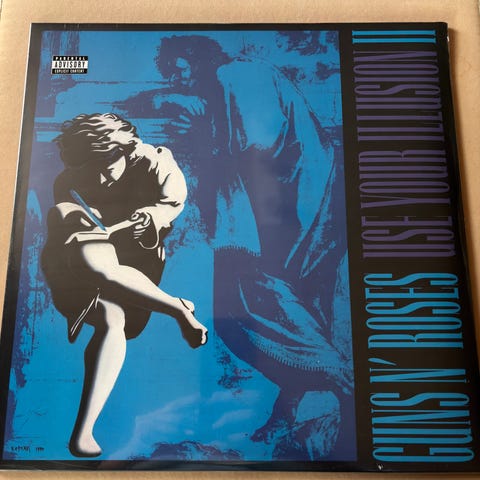 PARENTAL
ADVISORY
EXPLICIT CONTENT
GUNS N' ROSES
USE YOUR ILLUSION II